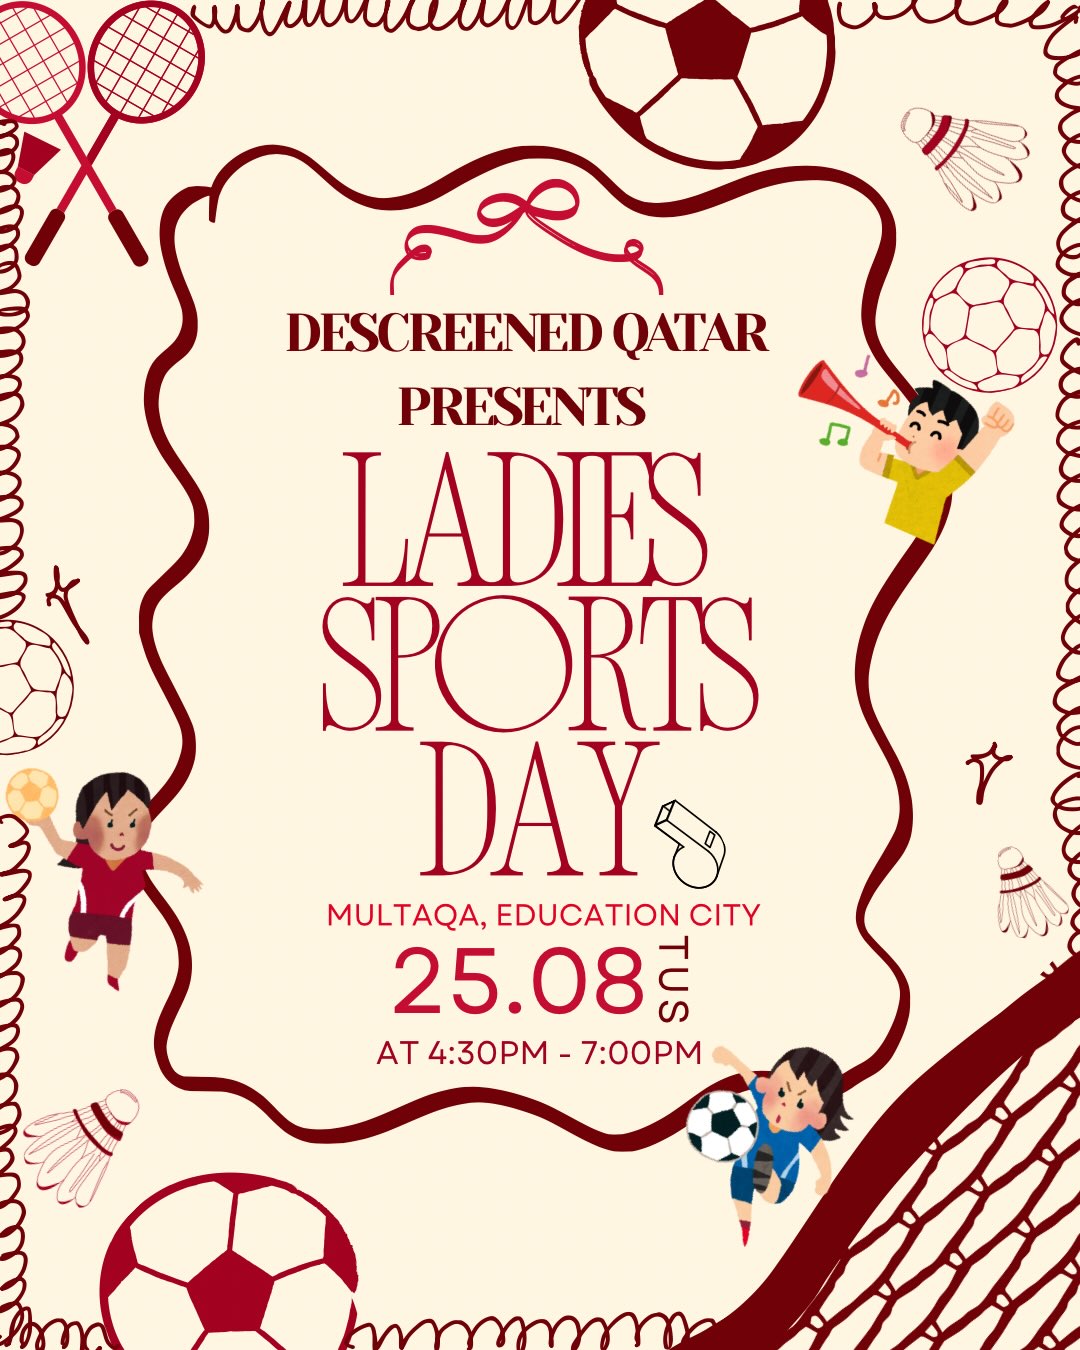 DESCREENED QATAR
PRESENTS
LADIES
SPORTS
DAY
MULTAQA, EDUCATION CITY
25.08
TUS
AT 4:30PM - 7:00PM